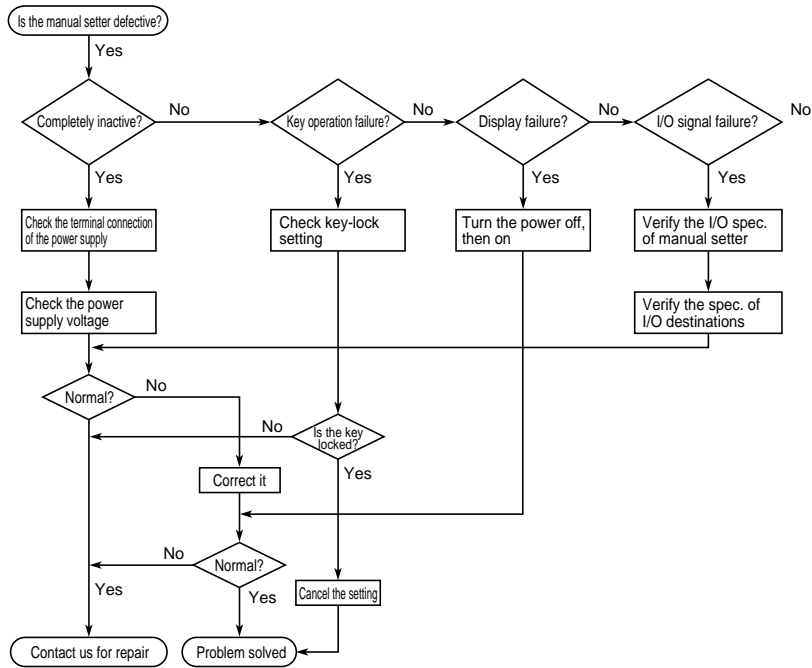 Is the manual setter defective?
Yes
Completely inactive?
No
Key operation failure?
No
Display failure?
No
I/O signal failure?
No
Yes
Yes
Yes
Yes
Check the terminal connection
of the power supply
Check key-lock
setting
Turn the power off,
then on
Verify the I/O spec.
of manual setter
Check the power
supply voltage
Verify the spec. of
I/O destinations
Normal?
No
No
Is the key
locked?
Yes
Correct it
No
Normal?
Yes
Yes
Cancel the setting
Contact us for repair
Problem solved